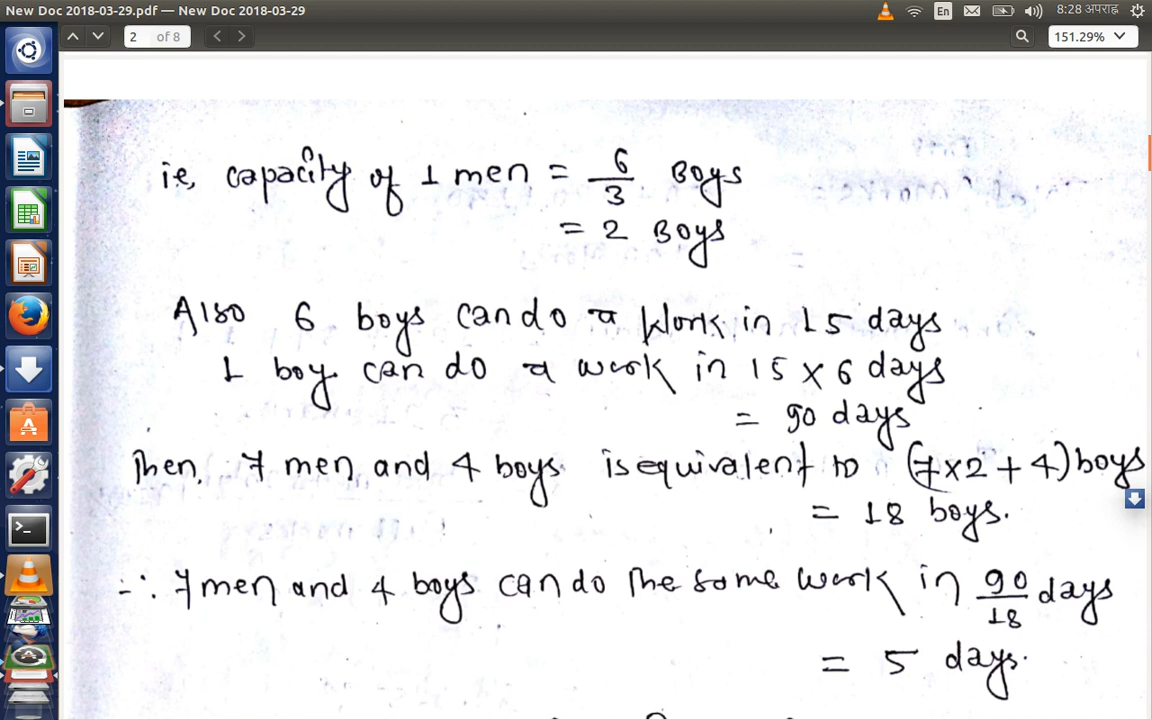 New Doc 2018-03-29.pdf — New Doc 2018-03-29
En
8:28 अपराह्न
2 of 8
151.29%
i.e, capacity of 1 men = 6/3 Boys
= 2 Boys
Also 6 boys can do a work in 15 days
1 boy can do a work in 15 × 6 days
= 90 days
Then, 7 men and 4 boys is equivalent to (7×2 + 4) boys
= 18 boys.
∴ 7 men and 4 boys can do the same work in 90/18 days
= 5 days.